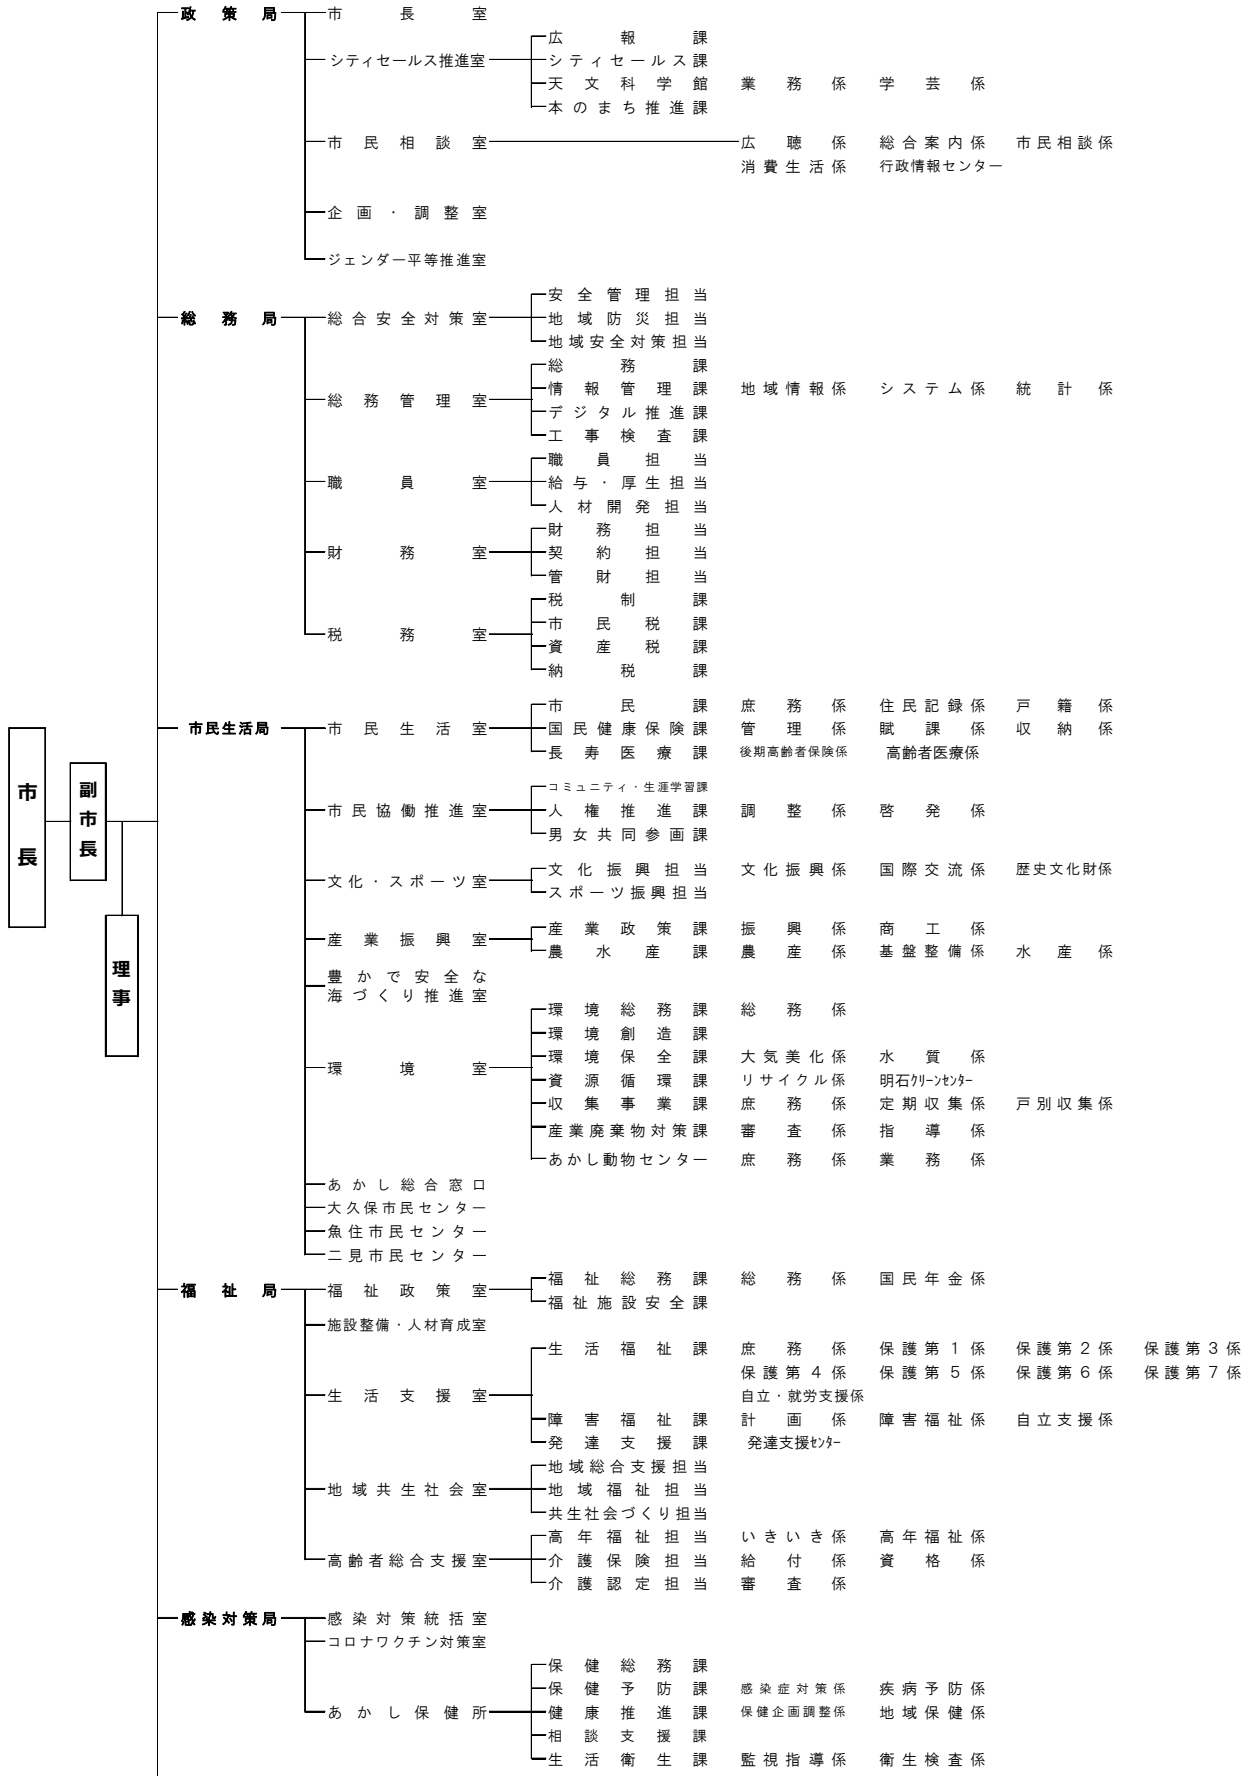 政策局 市長室
広報課
シティセールス推進室 シティセールス課
天文科学館 業務係 学芸係
本のまち推進課
市民相談室 広聴係 総合案内係 市民相談係
消費生活係 行政情報センター
企画・調整室
ジェンダー平等推進室
安全管理担当
総務局 総合安全対策室 地域防災担当
地域安全対策担当
総務課
情報管理課 地域情報係 システム係 統計係
総務管理室
デジタル推進課
工事検査課
職員担当
職員室 給与・厚生担当
人材開発担当
財務担当
財務室 契約担当
管財担当
税制課
市民税課
税務室
資産税課
納税課
市民課 庶務係 住民記録係 戸籍係
市民生活局 市民生活室 国民健康保険課 管理係 賦課係 収納係
長寿医療課 後期高齢者保険係 高齢者医療係
市長
副市長
理事
コミュニティ・生涯学習課
市民協働推進室 人権推進課 調整係 啓発係
男女共同参画課
文化振興担当 文化振興係 国際交流係 歴史文化財係
文化・スポーツ室
スポーツ振興担当
産業政策課 振興係 商工係
産業振興室
農水産課 農産係 基盤整備係 水産係
豊かで安全な
海づくり推進室
環境総務課 総務係
環境創造課
環境保全課 大気美化係 水質係
環境室
資源循環課 リサイクル係 明石クリーンセンター
収集事業課 庶務係 定期収集係 戸別収集係
産業廃棄物対策課 審査係 指導係
あかし動物センター 庶務係 業務係
あかし総合窓口
大久保市民センター
魚住市民センター
二見市民センター
福祉総務課 総務係 国民年金係
福祉局 福祉政策室
福祉施設安全課
施設整備・人材育成室
生活福祉課 庶務係 保護第1係 保護第2係 保護第3係
保護第4係 保護第5係 保護第6係 保護第7係
生活支援室 自立・就労支援係
障害福祉課 計画係 障害福祉係 自立支援係
発達支援課 発達支援センター
地域総合支援担当
地域共生社会室 地域福祉担当
共生社会づくり担当
高年福祉担当 いきいき係 高年福祉係
高齢者総合支援室 介護保険担当 給付係 資格係
介護認定担当 審査係
感染対策局 感染対策統括室
コロナワクチン対策室
保健総務課
保健予防課 感染症対策係 疾病予防係
あかし保健所 健康推進課 保健企画調整係 地域保健係
相談支援課
生活衛生課 監視指導係 衛生検査係